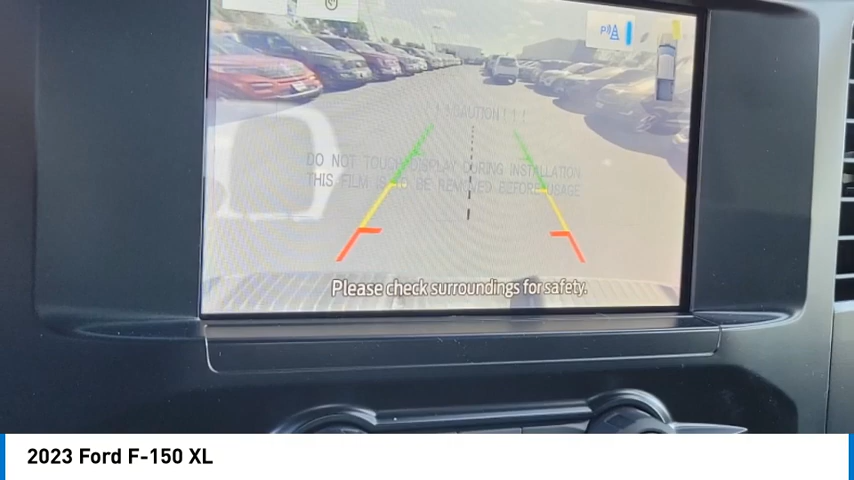 P
! ! !CAUTION! ! !
DO NOT TOUCH DISPLAY DURING INSTALLATION
THIS FILM IS TO BE REMOVED BEFORE USAGE
Please check surroundings for safety.
2023 Ford F-150 XL